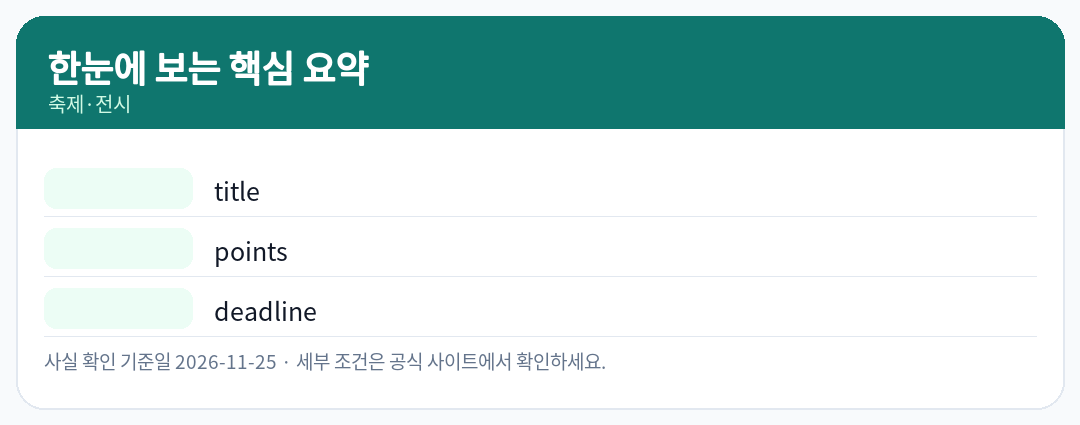 한눈에 보는 핵심 요약
축제·전시
title
points
deadline
사실 확인 기준일 2026-11-25 · 세부 조건은 공식 사이트에서 확인하세요.